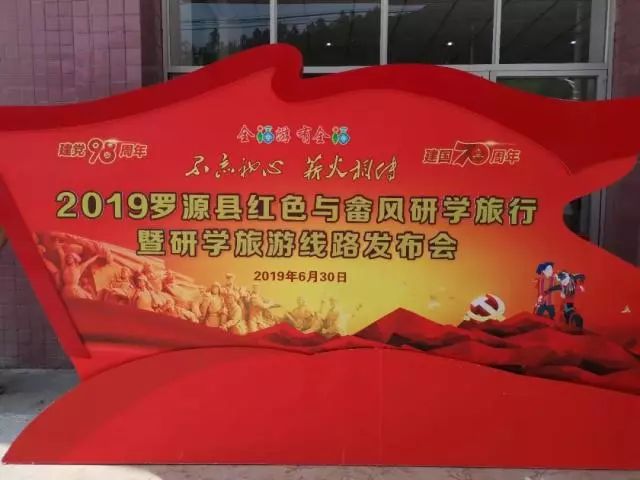 全福游 有全福
建党98周年
建国70周年
不忘初心 薪火相传
2019罗源县红色与畲风研学旅行
暨研学旅游线路发布会
2019年6月30日